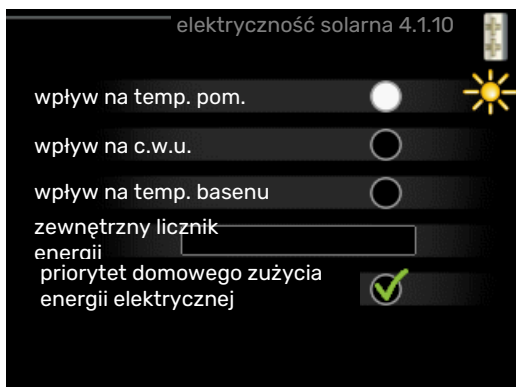 elektryczność solarna 4.1.10
wpływ na temp. pom.
wpływ na c.w.u.
wpływ na temp. basenu
zewnętrzny licznik
energii
priorytet domowego zużycia
energii elektrycznej